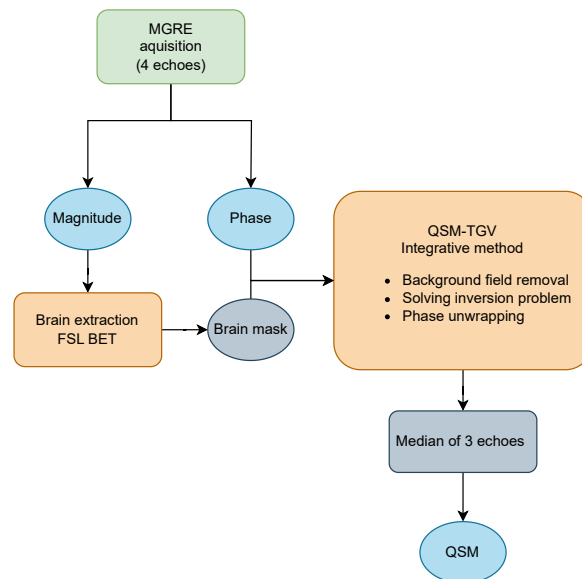 MGRE
aquisition
(4 echoes)
Magnitude
Phase
Brain extraction
FSL BET
Brain mask
QSM-TGV
Integrative method
• Background field removal
• Solving inversion problem
• Phase unwrapping
Median of 3 echoes
QSM